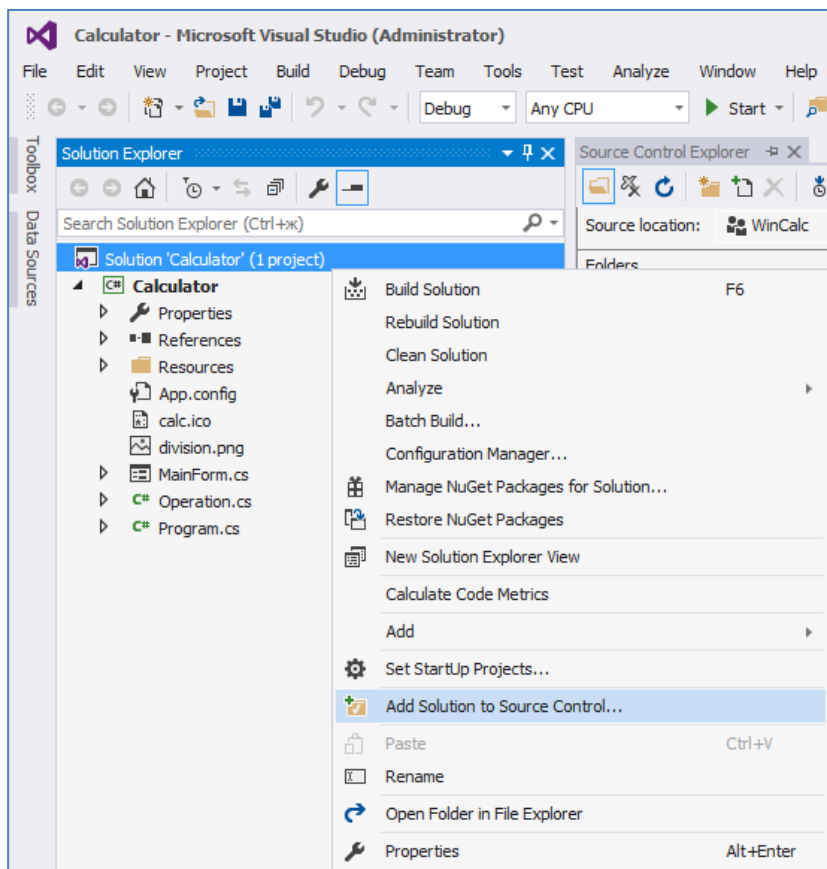 Calculator - Microsoft Visual Studio (Administrator)
File Edit View Project Build Debug Team Tools Test Analyze Window Help
Debug Any CPU Start
Toolbox
Data Sources
Solution Explorer
Search Solution Explorer (Ctrl+ж)
Solution 'Calculator' (1 project)
C# Calculator
Properties
References
Resources
App.config
calc.ico
division.png
MainForm.cs
C# Operation.cs
C# Program.cs
Source Control Explorer
Source location: WinCalc
Folders
Build Solution F6
Rebuild Solution
Clean Solution
Analyze
Batch Build...
Configuration Manager...
Manage NuGet Packages for Solution...
Restore NuGet Packages
New Solution Explorer View
Calculate Code Metrics
Add
Set StartUp Projects...
Add Solution to Source Control...
Paste Ctrl+V
Rename
Open Folder in File Explorer
Properties Alt+Enter